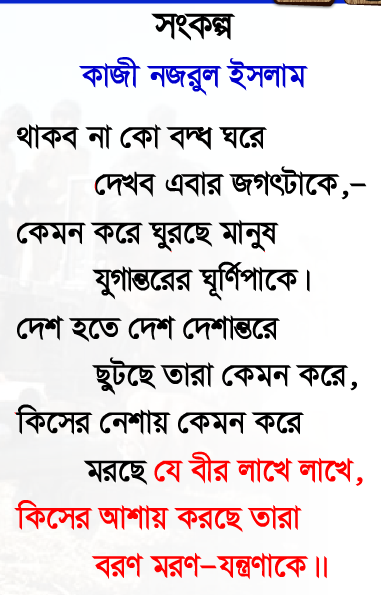 সংকল্প
কাজী নজরুল ইসলাম
থাকব না কো বদ্ধ ঘরে
দেখব এবার জগৎটাকে,–
কেমন করে ঘুরছে মানুষ
যুগান্তরের ঘূর্ণিপাকে।
দেশ হতে দেশ দেশান্তরে
ছুটছে তারা কেমন করে,
কিসের নেশায় কেমন করে
মরছে যে বীর লাখে লাখে,
কিসের আশায় করছে তারা
বরণ মরণ–যন্ত্রণাকে॥